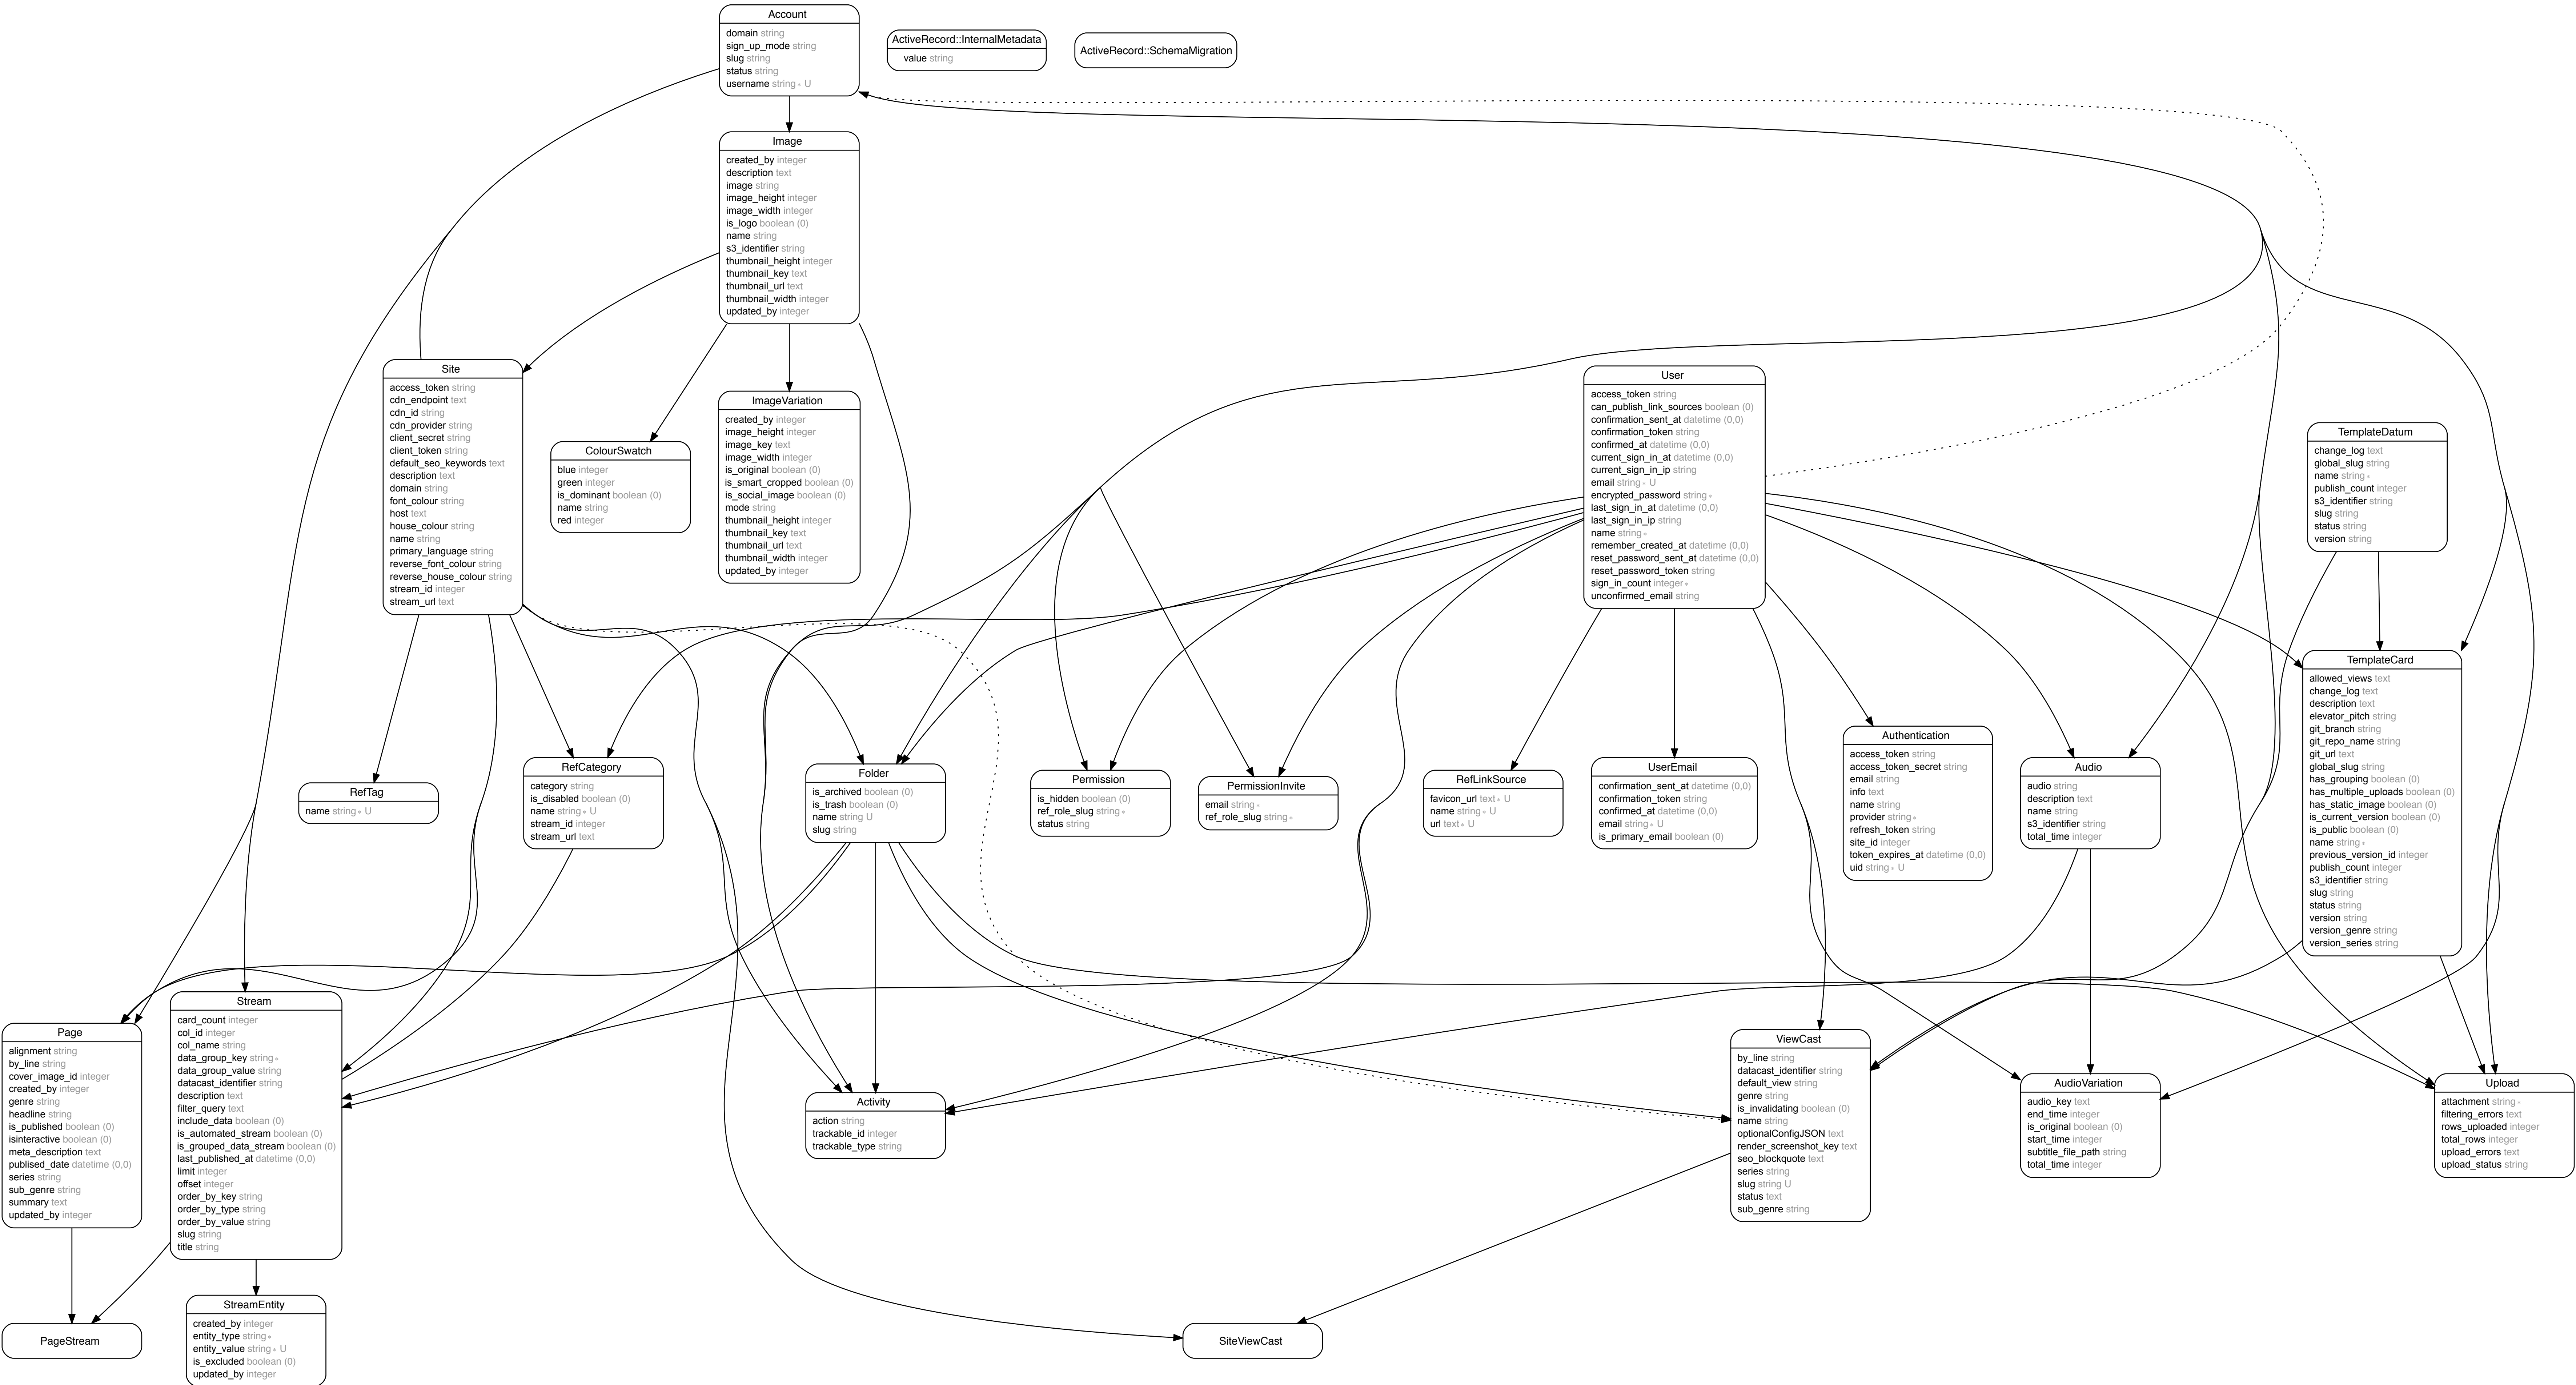 Account
domain string
sign_up_mode string
slug string
status string
username string * U
ActiveRecord::InternalMetadata
value string
ActiveRecord::SchemaMigration
Image
created_by integer
description text
image string
image_height integer
image_width integer
is_logo boolean (0)
name string
s3_identifier string
thumbnail_height integer
thumbnail_key text
thumbnail_url text
thumbnail_width integer
updated_by integer
Site
access_token string
cdn_endpoint text
cdn_id string
cdn_provider string
client_secret string
client_token string
default_seo_keywords text
description text
domain string
font_colour string
host text
house_colour string
name string
primary_language string
reverse_font_colour string
reverse_house_colour string
stream_id integer
stream_url text
ColourSwatch
blue integer
green integer
is_dominant boolean (0)
name string
red integer
ImageVariation
created_by integer
image_height integer
image_key text
image_width integer
is_original boolean (0)
is_smart_cropped boolean (0)
is_social_image boolean (0)
mode string
thumbnail_height integer
thumbnail_key text
thumbnail_url text
thumbnail_width integer
updated_by integer
User
access_token string
can_publish_link_sources boolean (0)
confirmation_sent_at datetime (0,0)
confirmation_token string
confirmed_at datetime (0,0)
current_sign_in_at datetime (0,0)
current_sign_in_ip string
email string * U
encrypted_password string *
last_sign_in_at datetime (0,0)
last_sign_in_ip string
name string *
remember_created_at datetime (0,0)
reset_password_sent_at datetime (0,0)
reset_password_token string
sign_in_count integer *
unconfirmed_email string
TemplateDatum
change_log text
global_slug string
name string *
publish_count integer
s3_identifier string
slug string
status string
version string
TemplateCard
allowed_views text
change_log text
description text
elevator_pitch string
git_branch string
git_repo_name string
git_url text
global_slug string
has_grouping boolean (0)
has_multiple_uploads boolean (0)
has_static_image boolean (0)
is_current_version boolean (0)
is_public boolean (0)
name string *
previous_version_id integer
publish_count integer
s3_identifier string
slug string
status string
version string
version_genre string
version_series string
RefTag
name string * U
RefCategory
category string
is_disabled boolean (0)
name string * U
stream_id integer
stream_url text
Folder
is_archived boolean (0)
is_trash boolean (0)
name string U
slug string
Permission
is_hidden boolean (0)
ref_role_slug string *
status string
PermissionInvite
email string *
ref_role_slug string *
RefLinkSource
favicon_url text * U
name string * U
url text * U
UserEmail
confirmation_sent_at datetime (0,0)
confirmation_token string
confirmed_at datetime (0,0)
email string * U
is_primary_email boolean (0)
Authentication
access_token string
access_token_secret string
email string
info text
name string
provider string *
refresh_token string
site_id integer
token_expires_at datetime (0,0)
uid string * U
Audio
audio string
description text
name string
s3_identifier string
total_time integer
Page
alignment string
by_line string
cover_image_id integer
created_by integer
genre string
headline string
is_published boolean (0)
isinteractive boolean (0)
meta_description text
publised_date datetime (0,0)
series string
sub_genre string
summary text
updated_by integer
Stream
card_count integer
col_id integer
col_name string
data_group_key string *
data_group_value string
datacast_identifier string
description text
filter_query text
include_data boolean (0)
is_automated_stream boolean (0)
is_grouped_data_stream boolean (0)
last_published_at datetime (0,0)
limit integer
offset integer
order_by_key string
order_by_type string
order_by_value string
slug string
title string
Activity
action string
trackable_id integer
trackable_type string
ViewCast
by_line string
datacast_identifier string
default_view string
genre string
is_invalidating boolean (0)
name string
optionalConfigJSON text
render_screenshot_key text
seo_blockquote text
series string
slug string U
status text
sub_genre string
AudioVariation
audio_key text
end_time integer
is_original boolean (0)
start_time integer
subtitle_file_path string
total_time integer
Upload
attachment string *
filtering_errors text
rows_uploaded integer
total_rows integer
upload_errors text
upload_status string
PageStream
StreamEntity
created_by integer
entity_type string *
entity_value string * U
is_excluded boolean (0)
updated_by integer
SiteViewCast